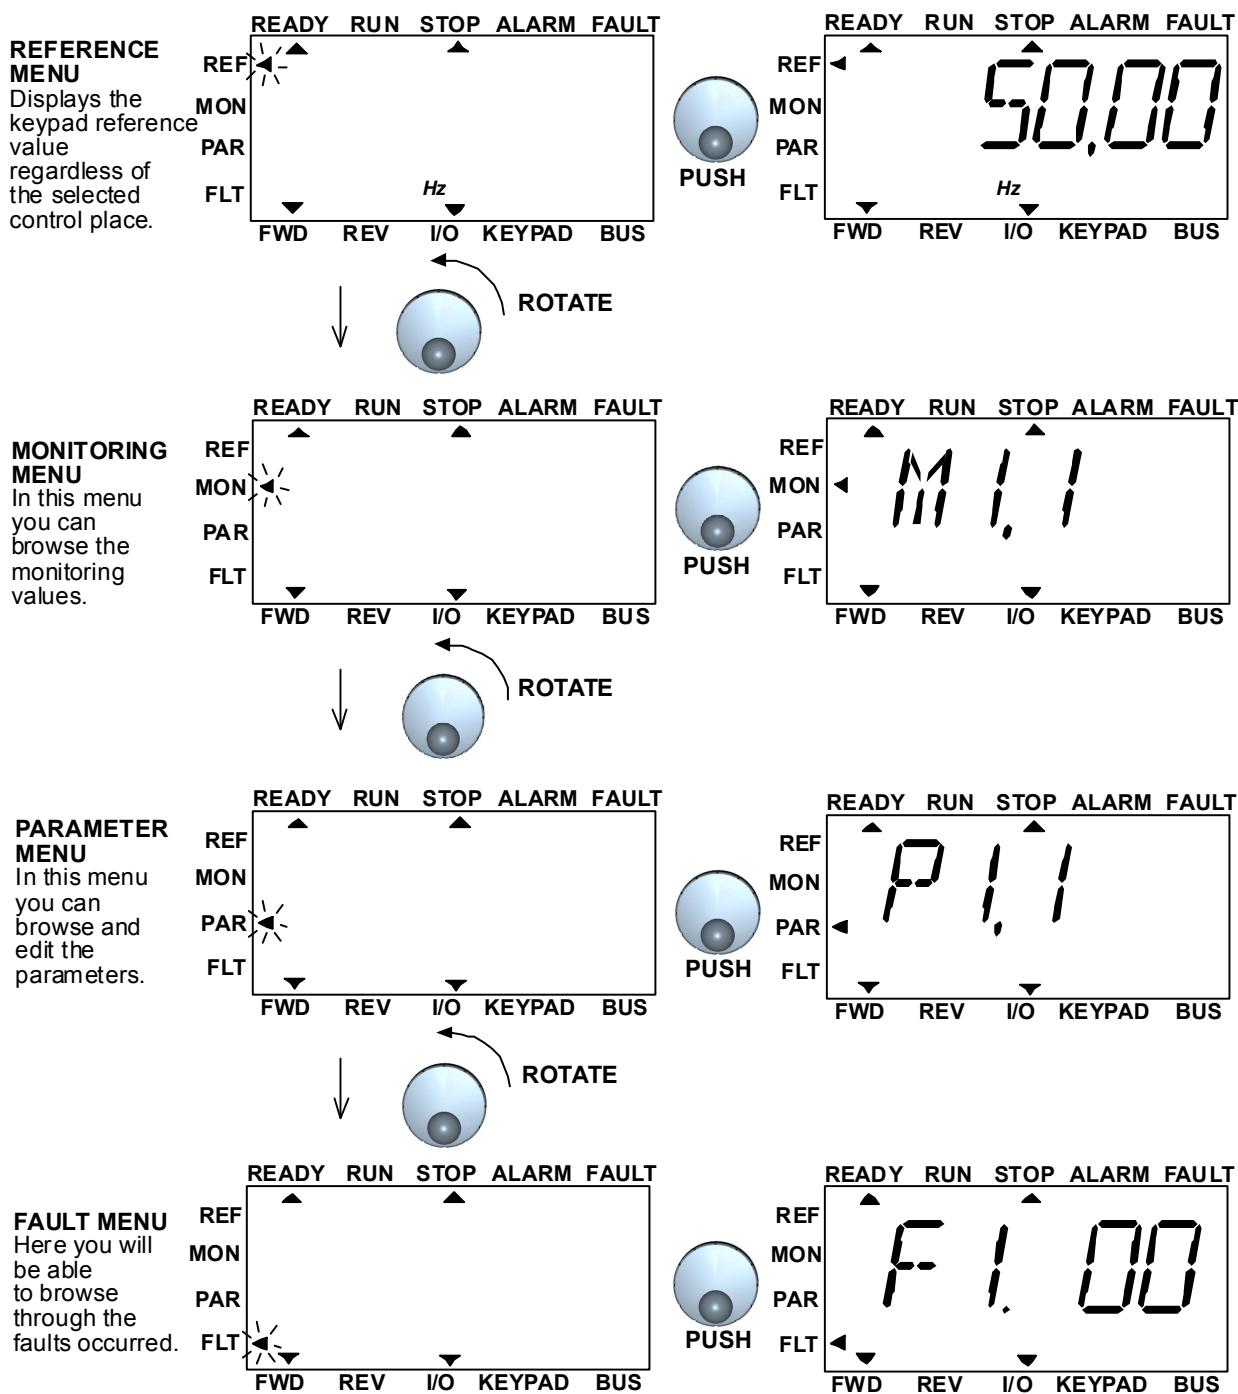 READY RUN STOP ALARM FAULT
REFERENCE
MENU
Displays the
keypad reference
value
regardless of
the selected
control place.
REF
MON
PAR
FLT
Hz
FWD REV I/O KEYPAD BUS
PUSH
READY RUN STOP ALARM FAULT
REF
MON
PAR
FLT
50,00
Hz
FWD REV I/O KEYPAD BUS
ROTATE
READY RUN STOP ALARM FAULT
MONITORING
MENU
In this menu
you can
browse the
monitoring
values.
REF
MON
PAR
FLT
FWD REV I/O KEYPAD BUS
PUSH
READY RUN STOP ALARM FAULT
REF
MON
PAR
FLT
M1,1
FWD REV I/O KEYPAD BUS
ROTATE
READY RUN STOP ALARM FAULT
PARAMETER
MENU
In this menu
you can
browse and
edit the
parameters.
REF
MON
PAR
FLT
FWD REV I/O KEYPAD BUS
PUSH
READY RUN STOP ALARM FAULT
REF
MON
PAR
FLT
P1,1
FWD REV I/O KEYPAD BUS
ROTATE
READY RUN STOP ALARM FAULT
FAULT MENU
Here you will
be able
to browse
through the
faults occurred.
REF
MON
PAR
FLT
FWD REV I/O KEYPAD BUS
PUSH
READY RUN STOP ALARM FAULT
REF
MON
PAR
FLT
F1. 00
FWD REV I/O KEYPAD BUS